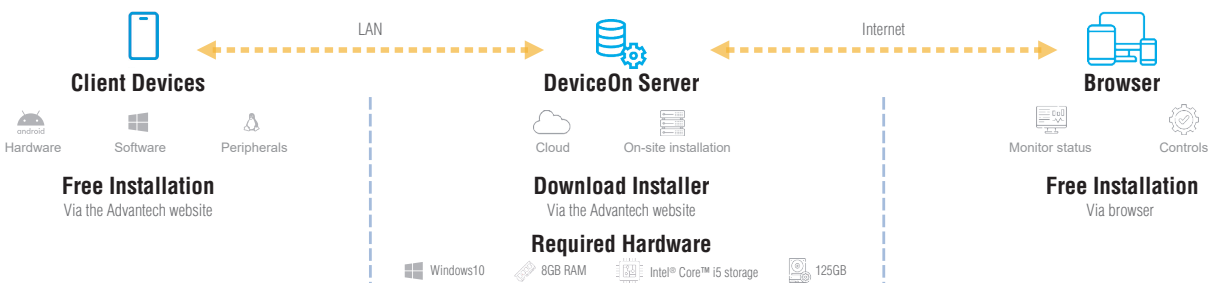 LAN
Internet
Client Devices
DeviceOn Server
Browser
android
Hardware
Software
Peripherals
Cloud
On-site installation
Monitor status
Controls
Free Installation
Via the Advantech website
Download Installer
Via the Advantech website
Free Installation
Via browser
Required Hardware
Windows10
8GB RAM
Intel® Core™ i5 storage
125GB